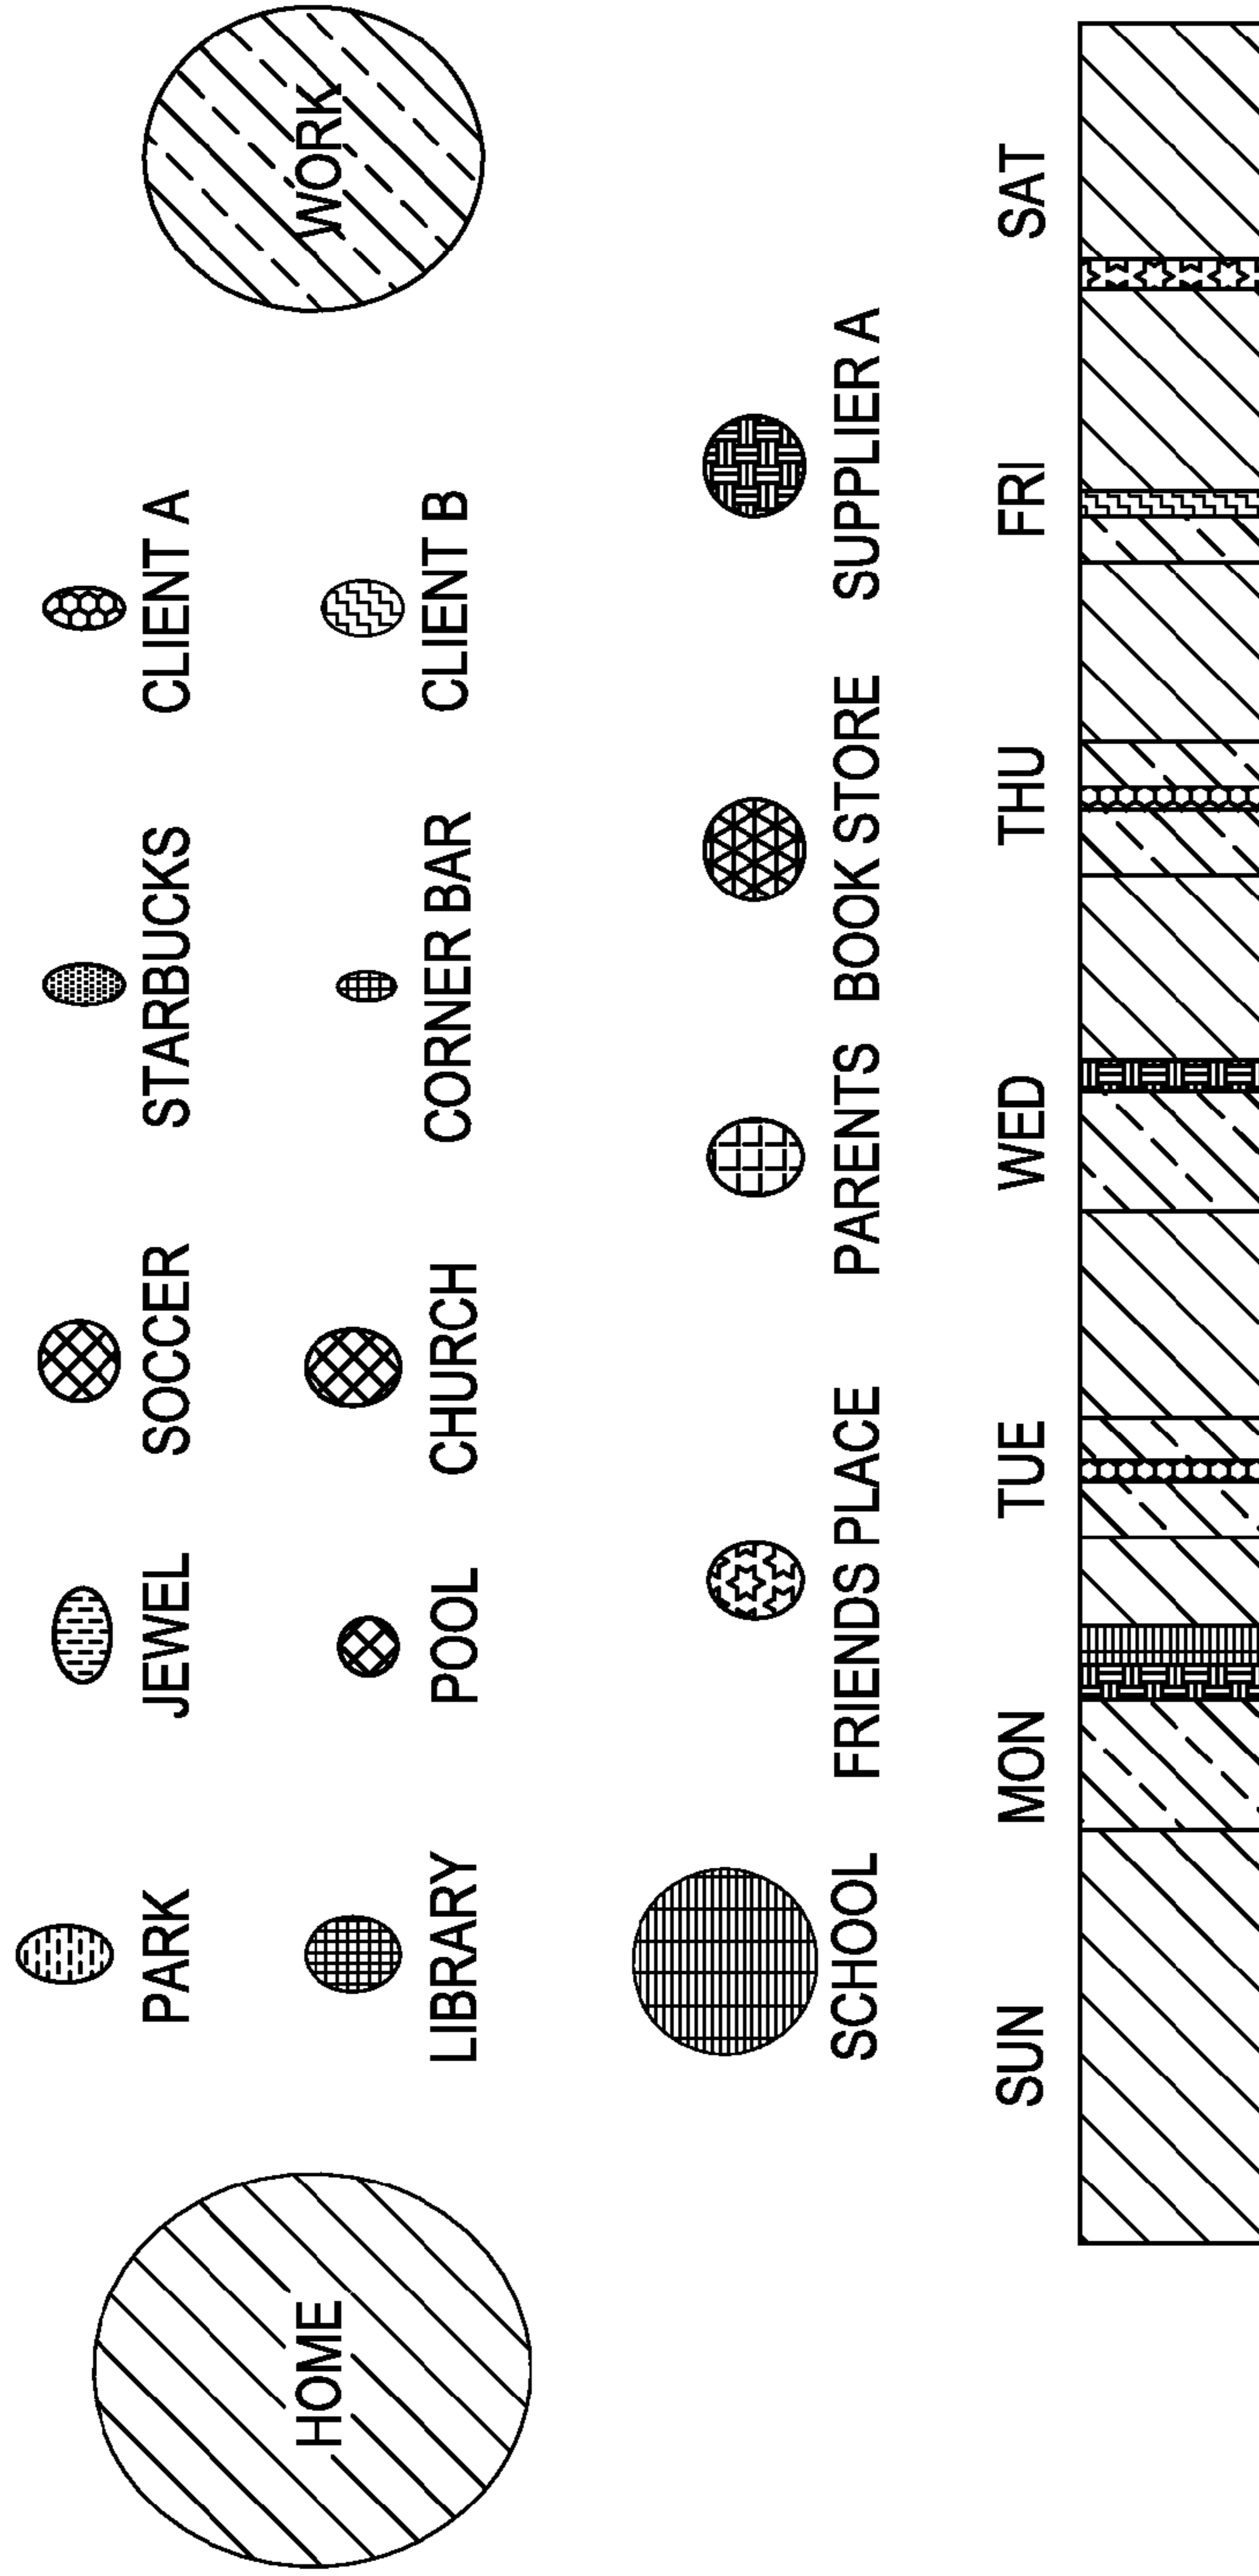 PARK JEWEL SOCCER STARBUCKS CLIENT A
HOME WORK
LIBRARY POOL CHURCH CORNER BAR CLIENT B
SCHOOL FRIENDS PLACE PARENTS BOOK STORE SUPPLIER A
SUN MON TUE WED THU FRI SAT